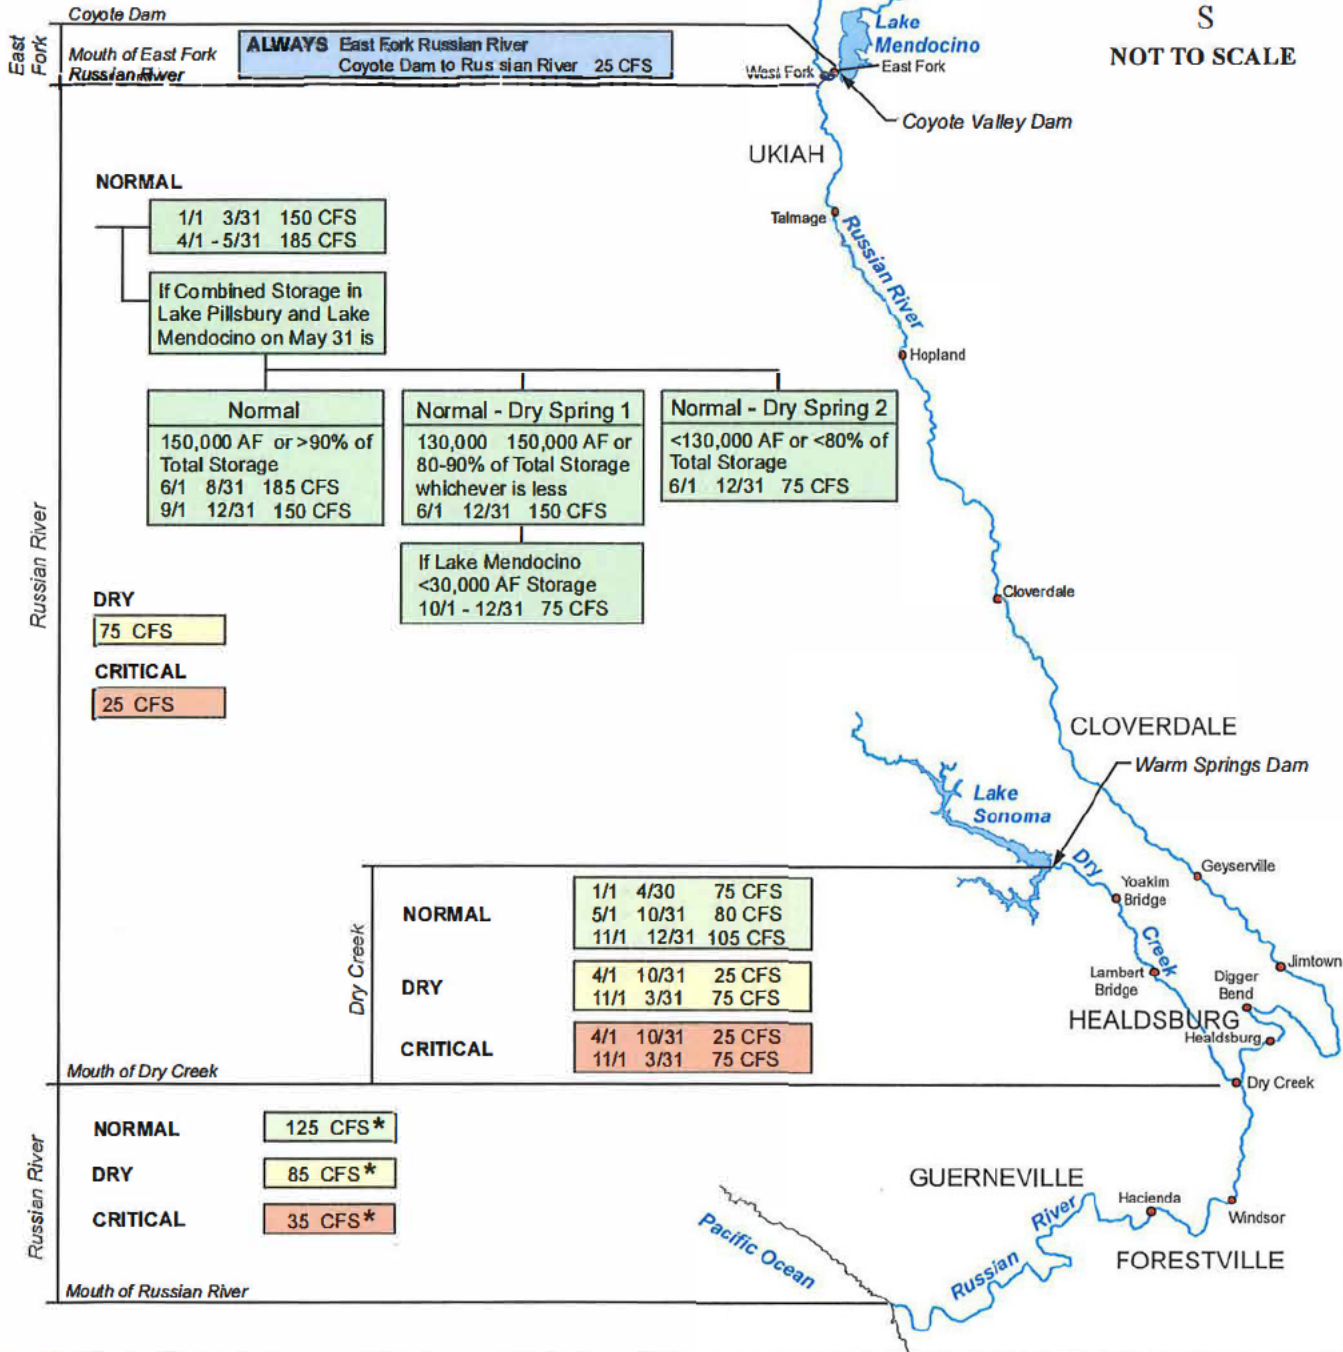 Coyote Dam
East Fork
Mouth of East Fork
Russian River
ALWAYS East Fork Russian River
Coyote Dam to Russian River 25 CFS
Lake
Mendocino
West Fork
East Fork
S
NOT TO SCALE
Coyote Valley Dam
UKIAH
Talmage
Russian River
Hopland
NORMAL
1/1 3/31 150 CFS
4/1 - 5/31 185 CFS
If Combined Storage in
Lake Pillsbury and Lake
Mendocino on May 31 is
Normal
150,000 AF or >90% of
Total Storage
6/1 8/31 185 CFS
9/1 12/31 150 CFS
Normal - Dry Spring 1
130,000 150,000 AF or
80-90% of Total Storage
whichever is less
6/1 12/31 150 CFS
Normal - Dry Spring 2
<130,000 AF or <80% of
Total Storage
6/1 12/31 75 CFS
If Lake Mendocino
<30,000 AF Storage
10/1 - 12/31 75 CFS
Russian River
DRY
75 CFS
CRITICAL
25 CFS
Cloverdale
CLOVERDALE
Warm Springs Dam
Lake
Sonoma
Dry Creek
Geyserville
Yoakim
Bridge
Lambert
Bridge
Jimtown
Digger
Bend
HEALDSBURG
Healdsburg
Dry Creek
Dry Creek
NORMAL
1/1 4/30 75 CFS
5/1 10/31 80 CFS
11/1 12/31 105 CFS
DRY
4/1 10/31 25 CFS
11/1 3/31 75 CFS
CRITICAL
4/1 10/31 25 CFS
11/1 3/31 75 CFS
Mouth of Dry Creek
Russian River
NORMAL
125 CFS*
DRY
85 CFS*
CRITICAL
35 CFS*
GUERNEVILLE
Hacienda
Windsor
FORESTVILLE
Russian River
Pacific Ocean
Mouth of Russian River